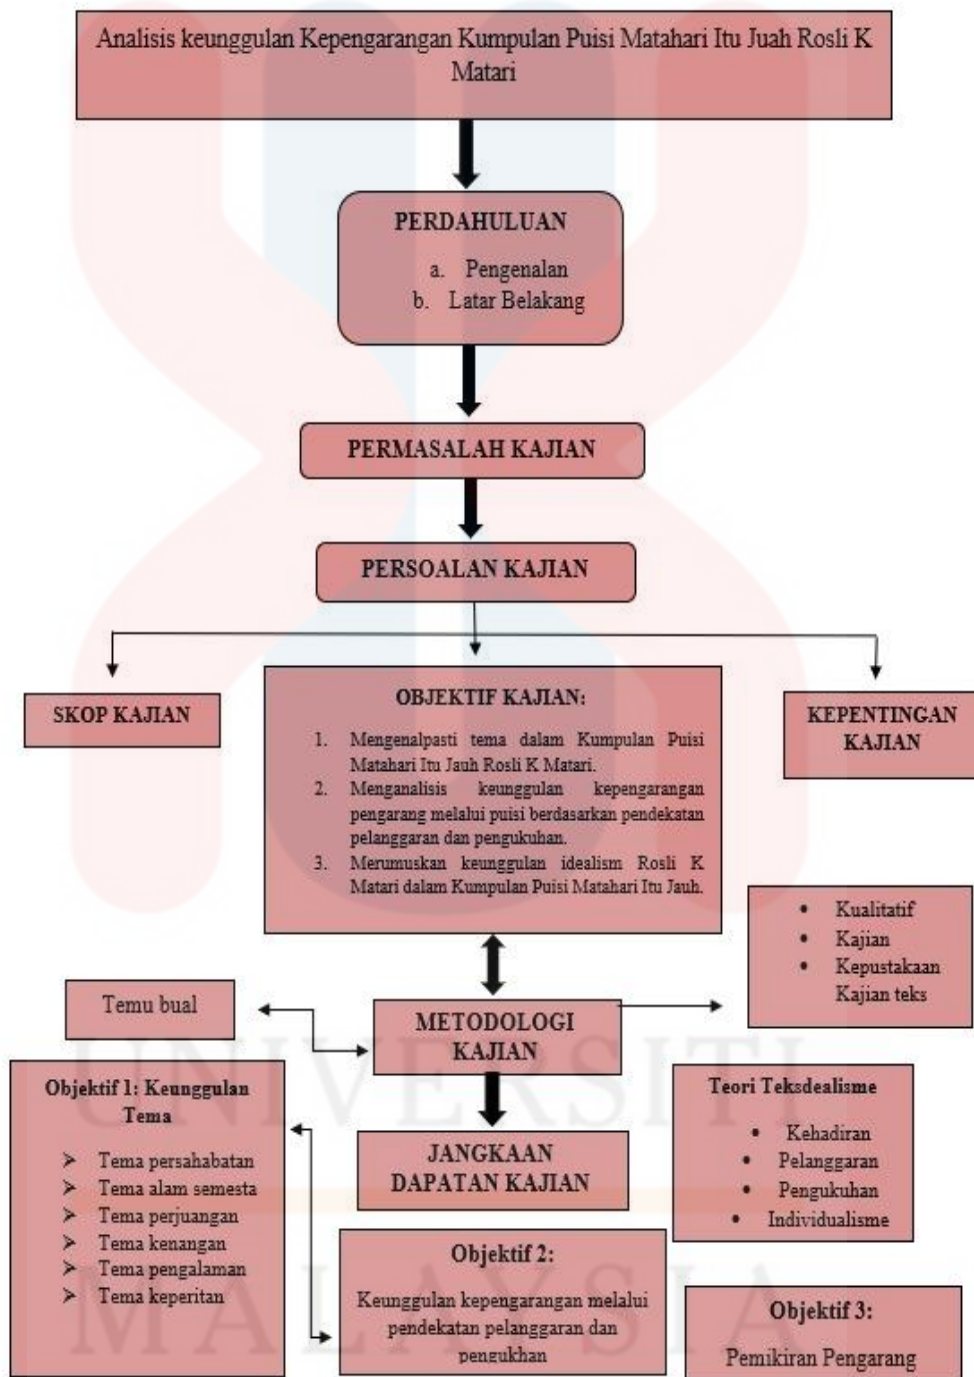 Analisis keunggulan Kepengarangan Kumpulan Puisi Matahari Itu Juah Rosli K
Matari
PERDAHULUAN
a. Pengenalan
b. Latar Belakang
PERMASALAH KAJIAN
PERSOALAN KAJIAN
SKOP KAJIAN
OBJEKTIF KAJIAN:
1. Mengenalpasti tema dalam Kumpulan Puisi
Matahari Itu Jauh Rosli K Matari.
2. Menganalisis keunggulan kepengarangan
pengarang melalui puisi berdasarkan pendekatan
pelanggaran dan pengukuhan.
3. Merumuskan keunggulan idealism Rosli K
Matari dalam Kumpulan Puisi Matahari Itu Jauh.
KEPENTINGAN
KAJIAN
• Kualitatif
• Kajian
• Kepustakaan
Kajian teks
Temu bual
METODOLOGI
KAJIAN
Objektif 1: Keunggulan
Tema
➤ Tema persahabatan
➤ Tema alam semesta
➤ Tema perjuangan
➤ Tema kenangan
➤ Tema pengalaman
➤ Tema keperitan
JANGKAAN
DAPATAN KAJIAN
Teori Teksdealisme
• Kehadiran
• Pelanggaran
• Pengukuhan
• Individualisme
Objektif 2:
Keunggulan kepengarangan melalui
pendekatan pelanggaran dan
pengukhan
Objektif 3:
Pemikiran Pengarang
UNIVERSITI
MALAYSIA